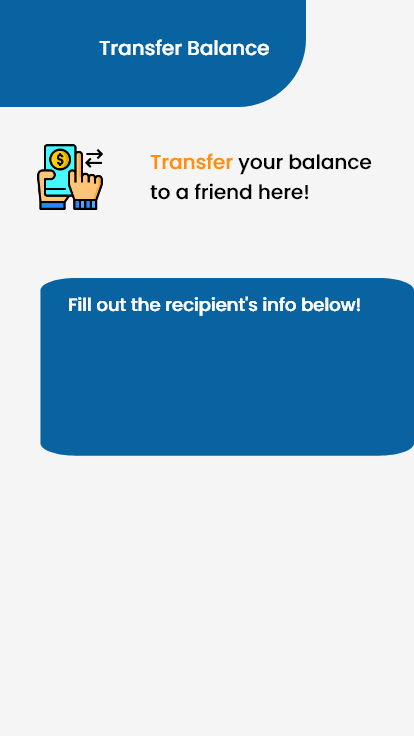 Transfer Balance
Transfer your balance
to a friend here!
Fill out the recipient's info below!